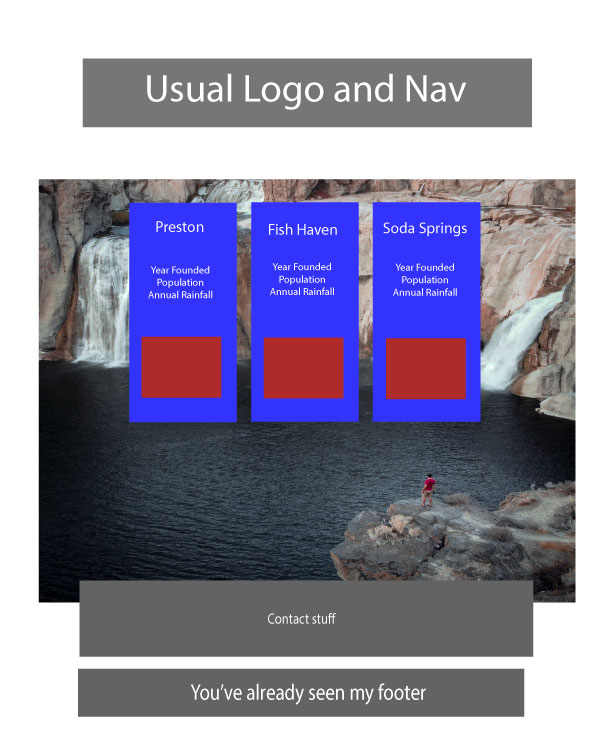 Usual Logo and Nav
Preston
Year Founded
Population
Annual Rainfall
Fish Haven
Year Founded
Population
Annual Rainfall
Soda Springs
Year Founded
Population
Annual Rainfall
Contact stuff
You've already seen my footer